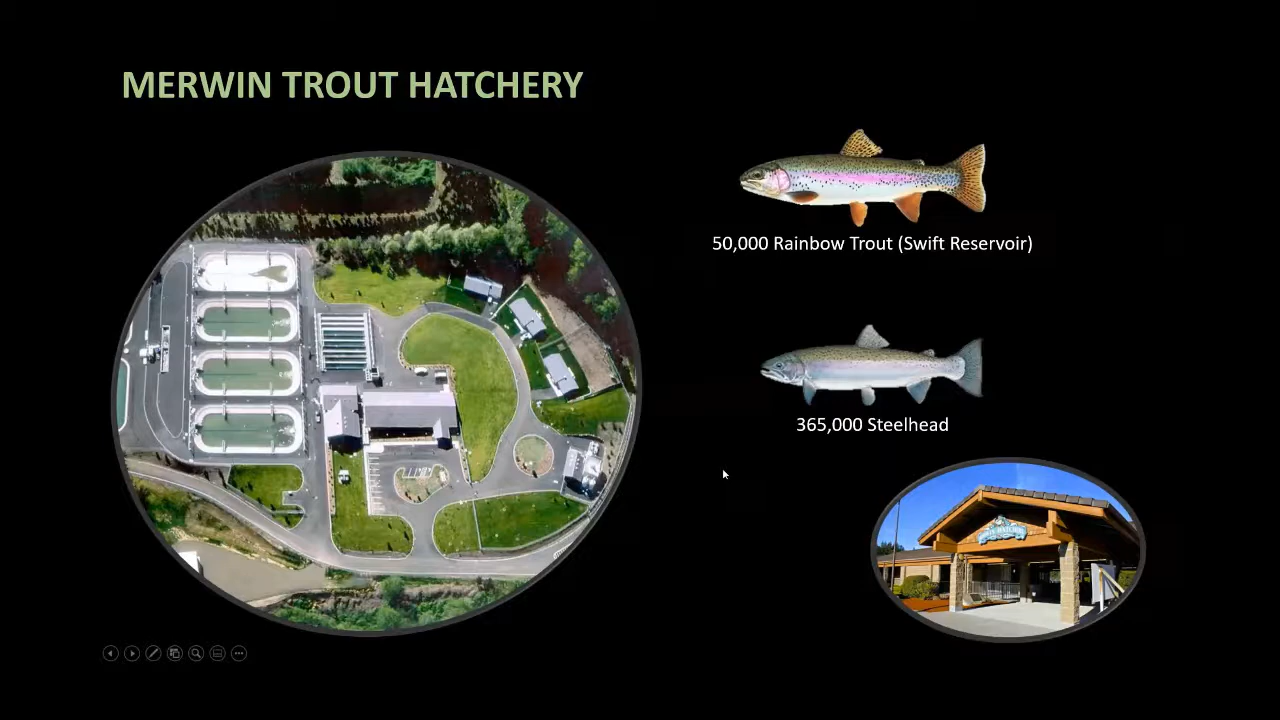 MERWIN TROUT HATCHERY
50,000 Rainbow Trout (Swift Reservoir)
365,000 Steelhead